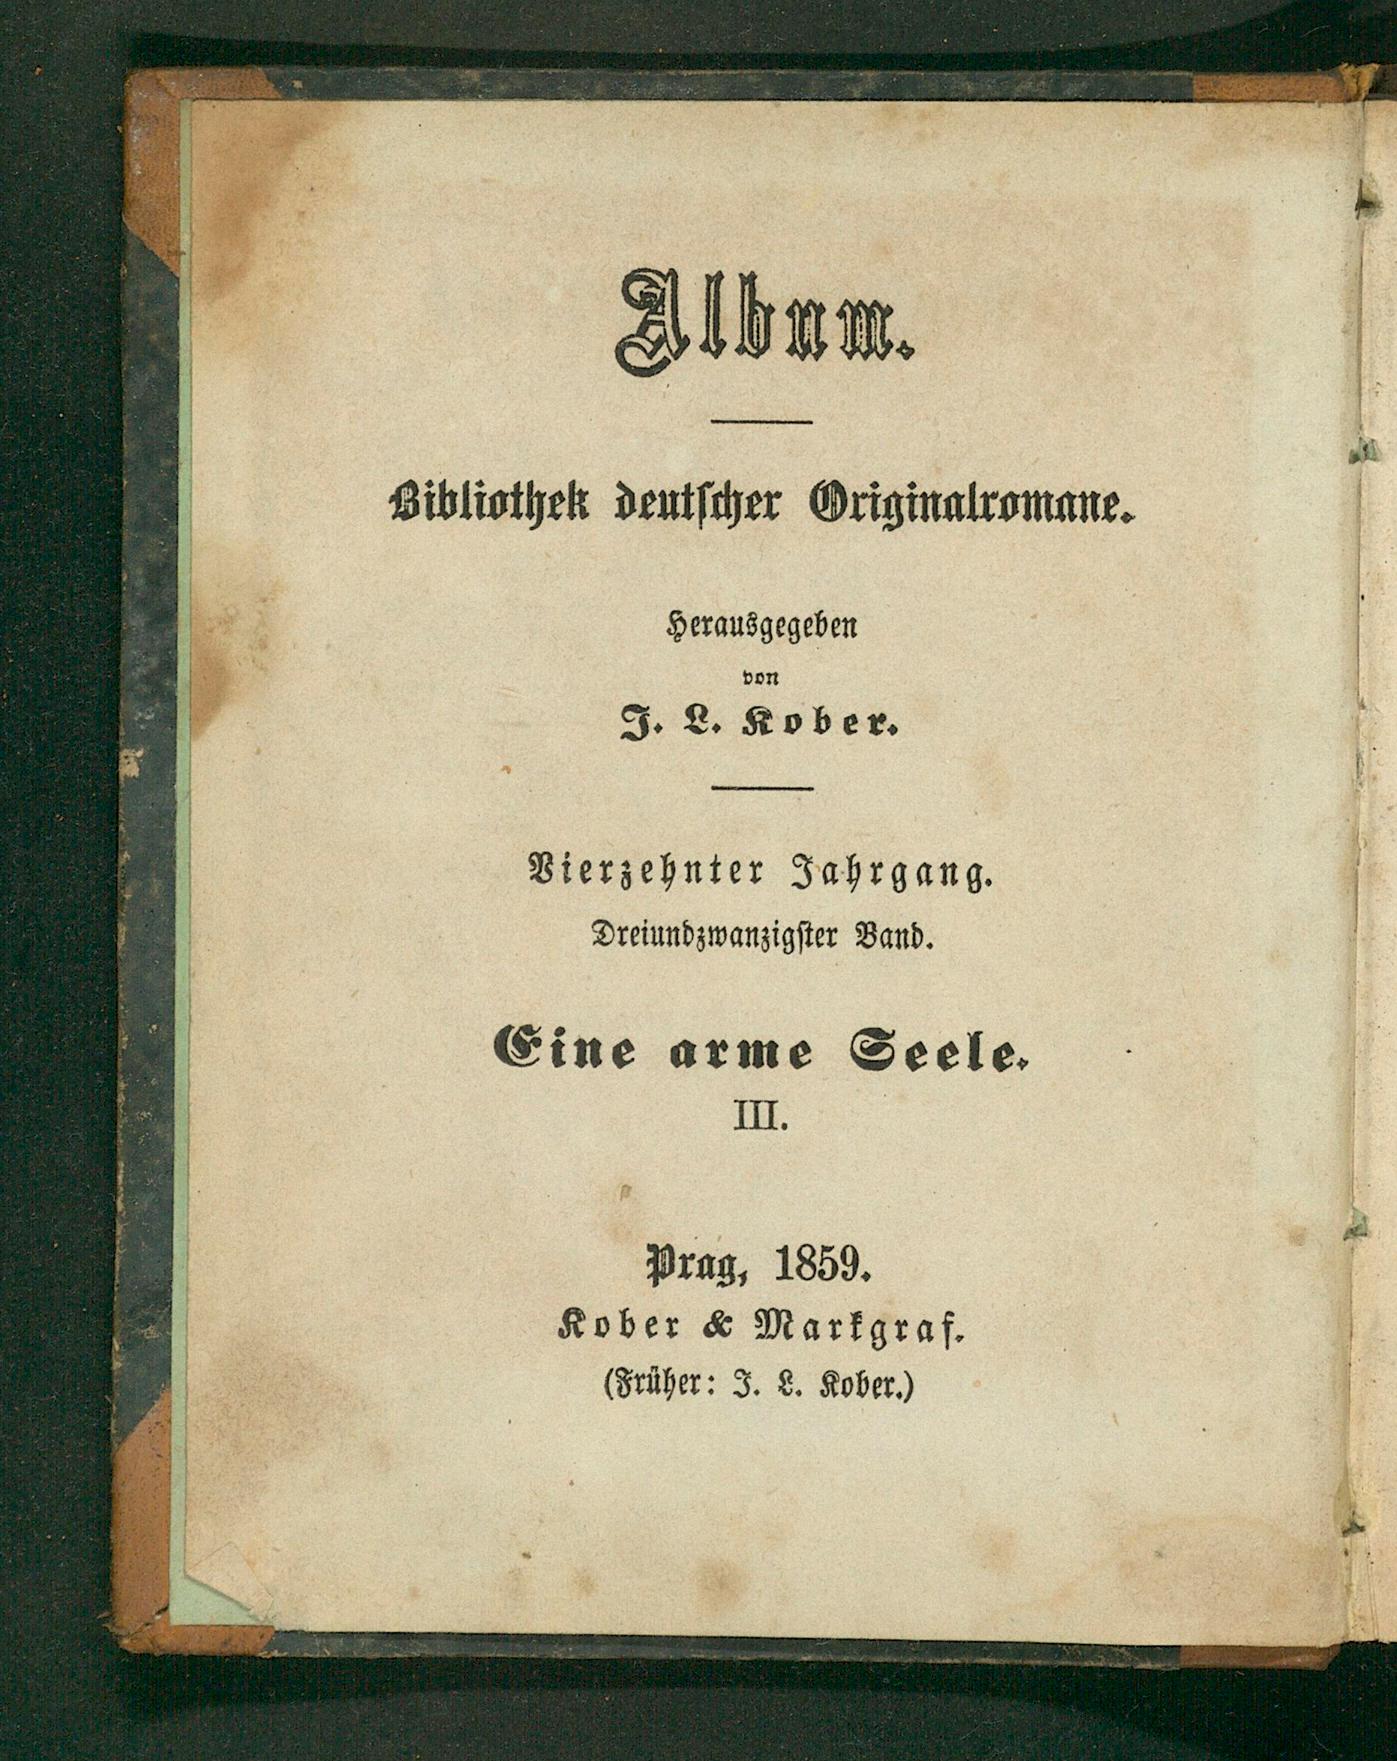 Album.
Bibliothek deutſcher Originalromane.
Herausgegeben
von
J. L. Kober.
Vierzehnter Jahrgang.
Dreiundzwanzigſter Band.
Eine arme Seele.
III.
Prag, 1859.
Kober & Markgraf.
(Früher: J. L. Kober.)